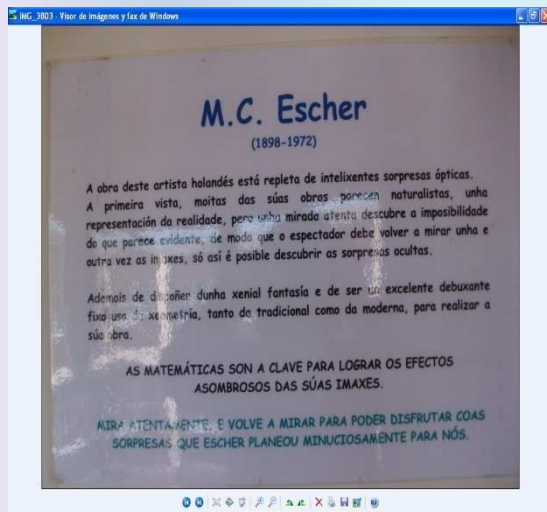 IMG_3803 - Visor de imágenes y fax de Windows
M.C. Escher
(1898-1972)
A obra deste artista holandés está repleta de intelixentes sorpresas ópticas.
A primeira vista, moitas das súas obras parecen naturalistas, unha
representación da realidade, pero unha mirada atenta descubre a imposibilidade
do que parece evidente, de modo que o espectador debe volver a mirar unha e
outra vez as imaxes, só así é posible descubrir as sorpresas ocultas.
Ademais de dispoñer dunha xenial fantasía e de ser un excelente debuxante
fixo uso da xeometría, tanto da tradicional como da moderna, para realizar a
súa obra.
AS MATEMÁTICAS SON A CLAVE PARA LOGRAR OS EFECTOS
ASOMBROSOS DAS SÚAS IMAXES.
MIRA ATENTAMENTE, E VOLVE A MIRAR PARA PODER DISFRUTAR COAS
SORPRESAS QUE ESCHER PLANEOU MINUCIOSAMENTE PARA NÓS.